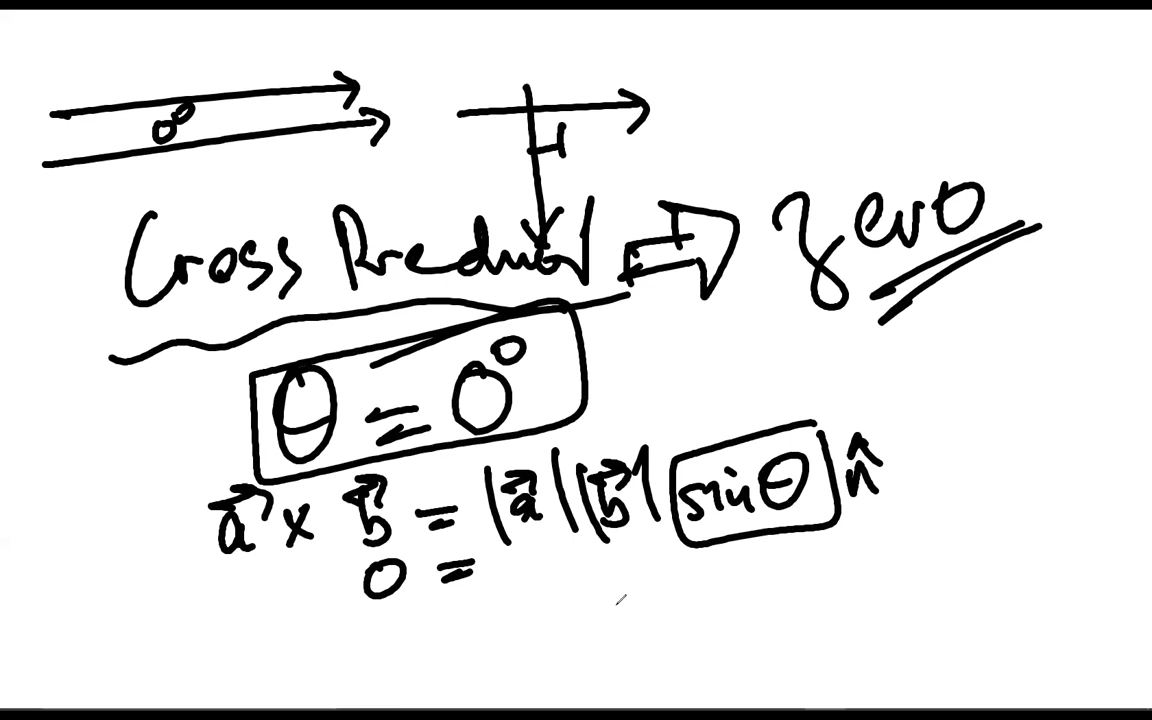 0°
Cross Product ⇒ zero
θ = 0°
a⃗ × b⃗ = |a⃗||b⃗| sinθ n̂
0 =